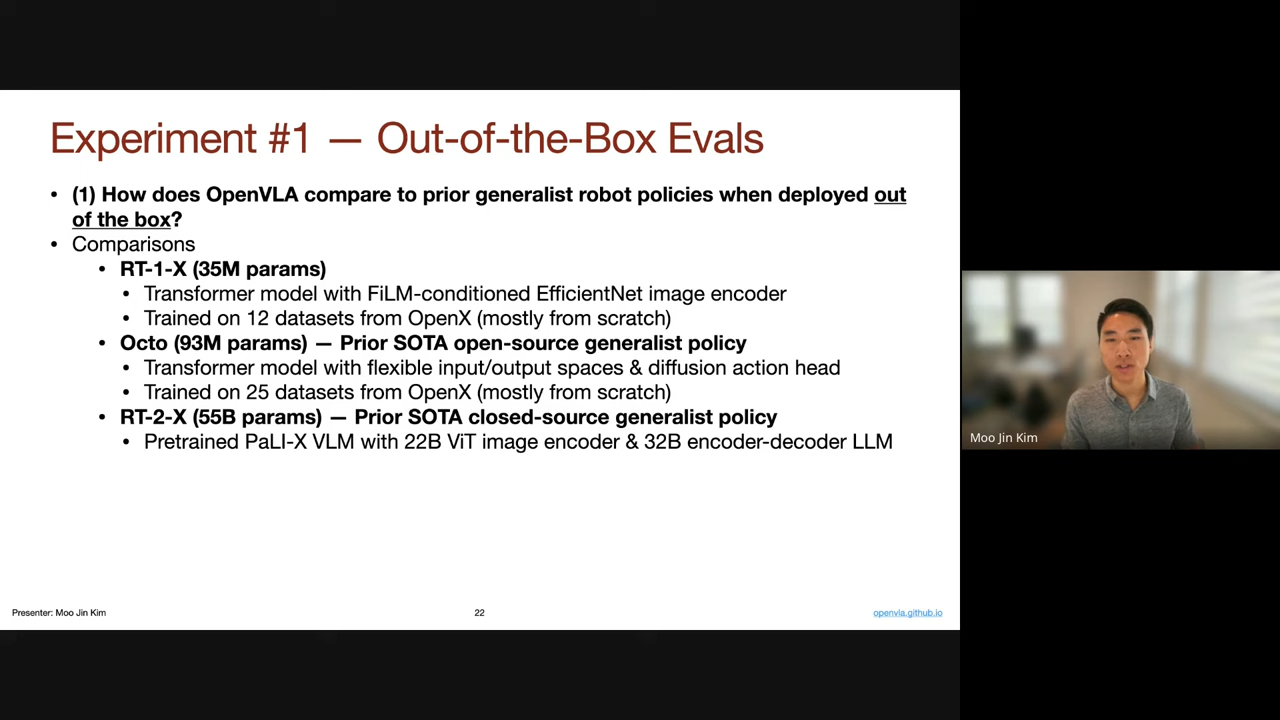 Experiment #1 — Out-of-the-Box Evals
• (1) How does OpenVLA compare to prior generalist robot policies when deployed out
of the box?
• Comparisons
• RT-1-X (35M params)
• Transformer model with FiLM-conditioned EfficientNet image encoder
• Trained on 12 datasets from OpenX (mostly from scratch)
• Octo (93M params) — Prior SOTA open-source generalist policy
• Transformer model with flexible input/output spaces & diffusion action head
• Trained on 25 datasets from OpenX (mostly from scratch)
• RT-2-X (55B params) — Prior SOTA closed-source generalist policy
• Pretrained PaLI-X VLM with 22B ViT image encoder & 32B encoder-decoder LLM
Presenter: Moo Jin Kim
22
openvla.github.io
Moo Jin Kim